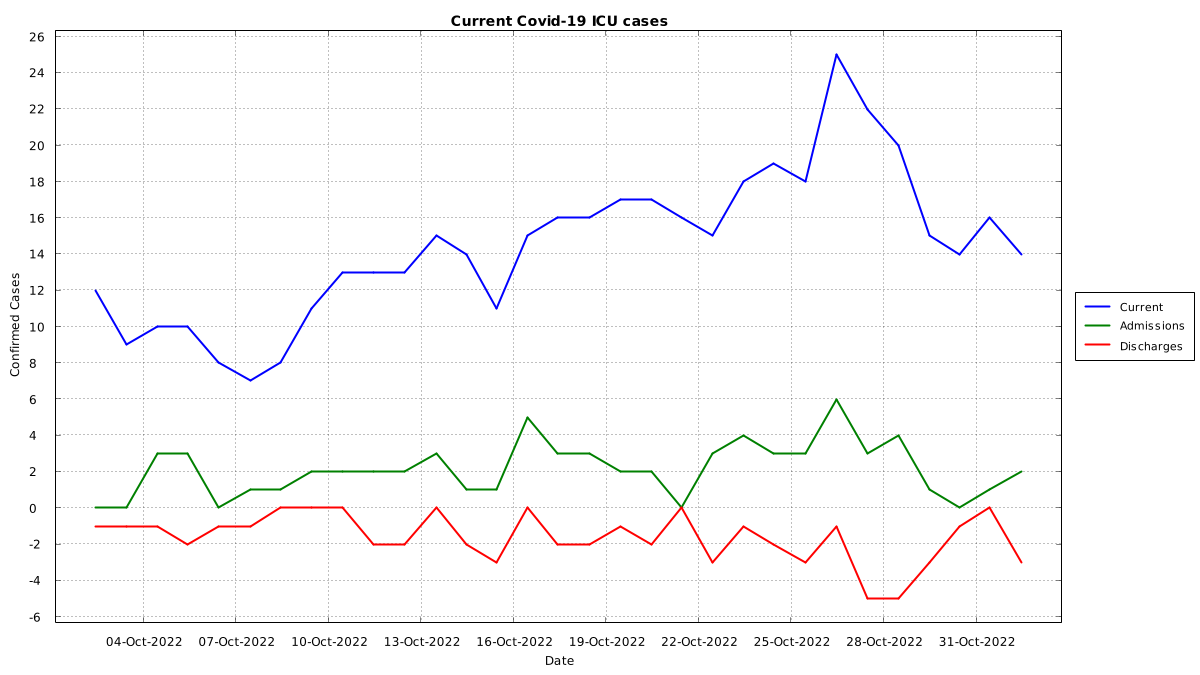 Current Covid-19 ICU cases
26
24
22
20
18
16
14
12
10
8
6
4
2
0
-2
-4
-6
Confirmed Cases
04-Oct-2022 07-Oct-2022 10-Oct-2022 13-Oct-2022 16-Oct-2022 19-Oct-2022 22-Oct-2022 25-Oct-2022 28-Oct-2022 31-Oct-2022
Date
Current
Admissions
Discharges